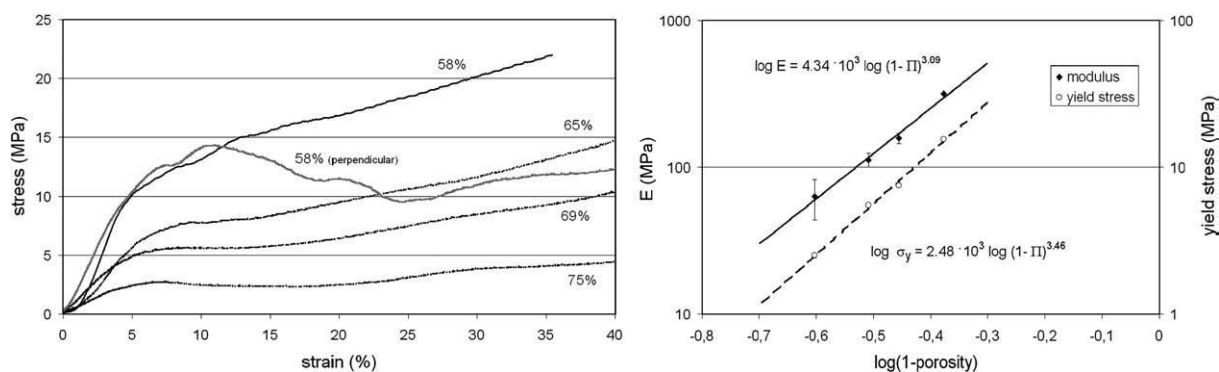 25
20
15
10
5
0
stress (MPa)
0 5 10 15 20 25 30 35 40
strain (%)
58%
65%
58% (perpendicular)
69%
75%
1000
100
10
E (MPa)
100
10
1
yield stress (MPa)
-0,8 -0,7 -0,6 -0,5 -0,4 -0,3 -0,2 -0,1 0
log(1-porosity)
log E = 4.34 ·10³ log (1- Π)³·⁰⁹
modulus
yield stress
log σy = 2.48 ·10³ log (1- Π)³·⁴⁶